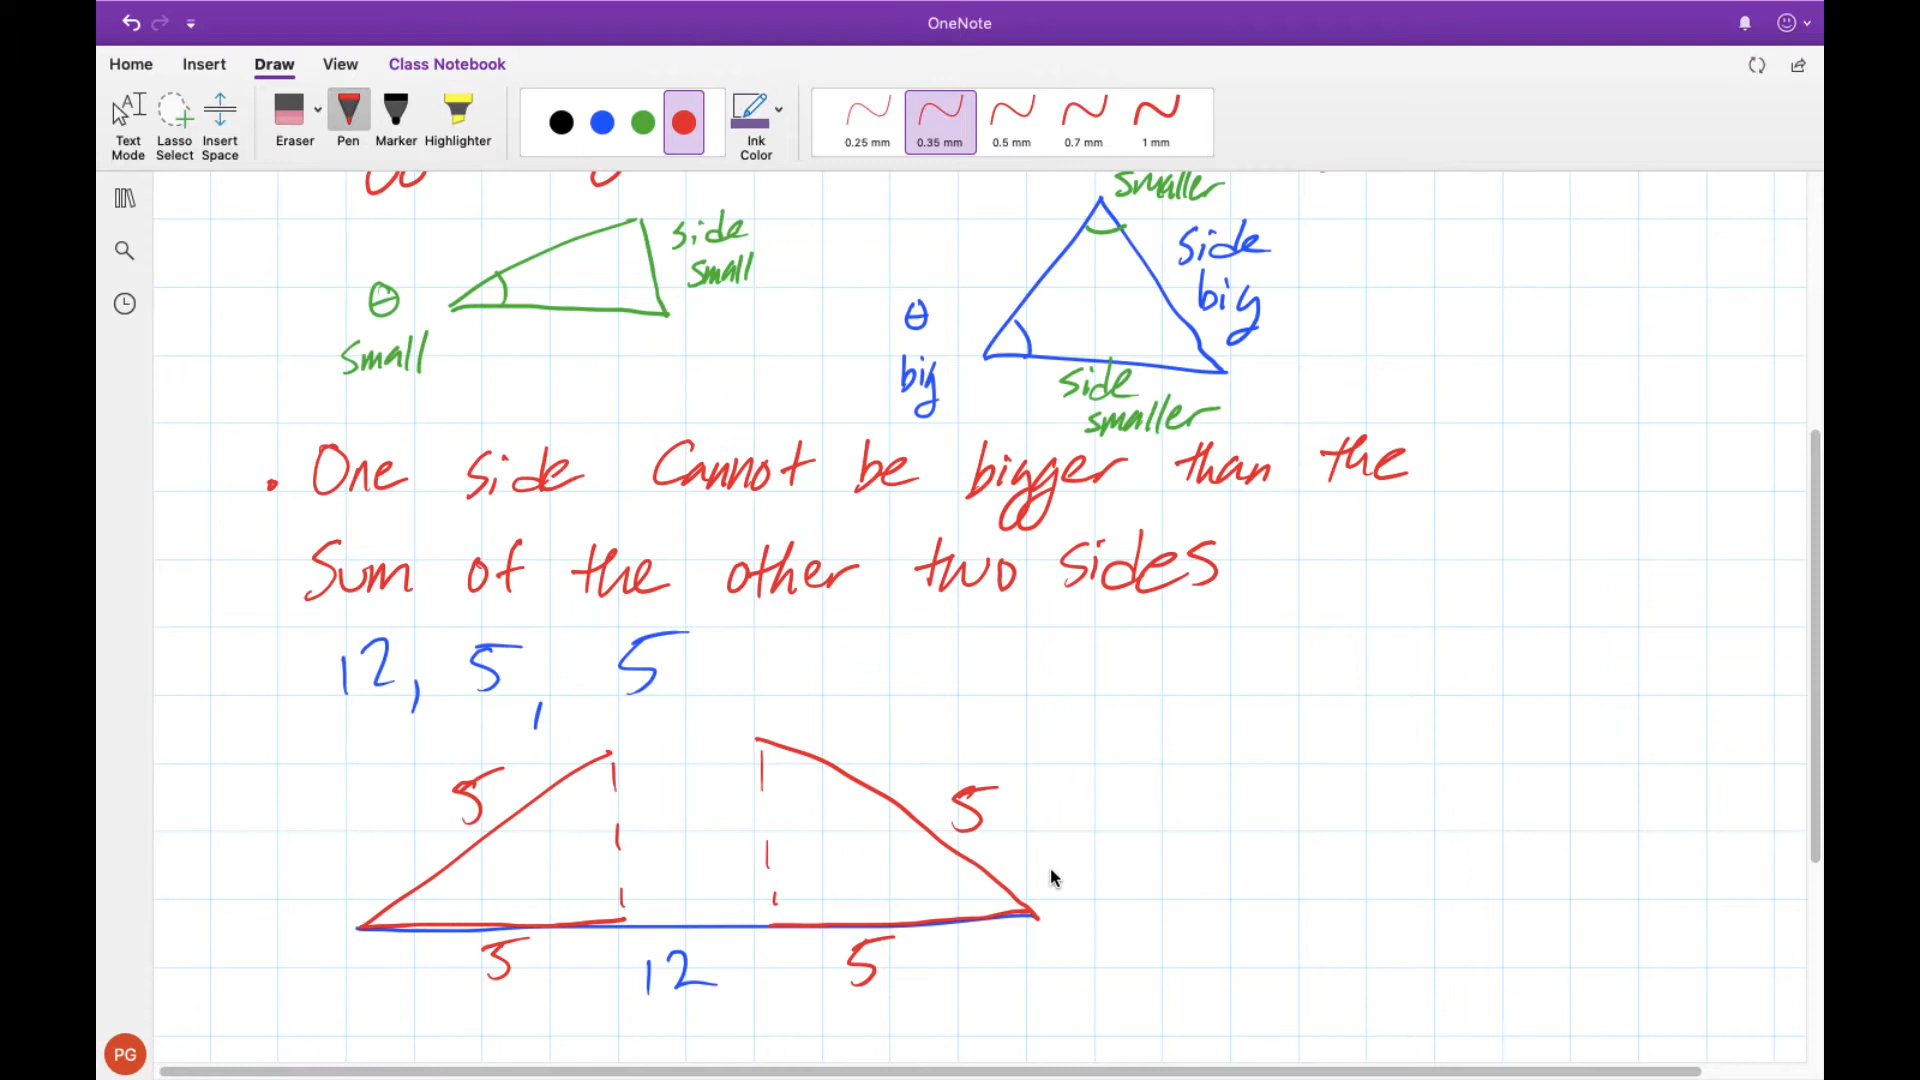 OneNote
Home Insert Draw View Class Notebook
Text Mode
Lasso Select
Insert Space
Eraser
Pen
Marker
Highlighter
Ink Color
0.25 mm
0.35 mm
0.5 mm
0.7 mm
1 mm
smaller
side
small
θ
small
side
big
θ
big
side
smaller
. One side Cannot be bigger than the
Sum of the other two sides
12, 5, 5
5
5
5
12
5
PG